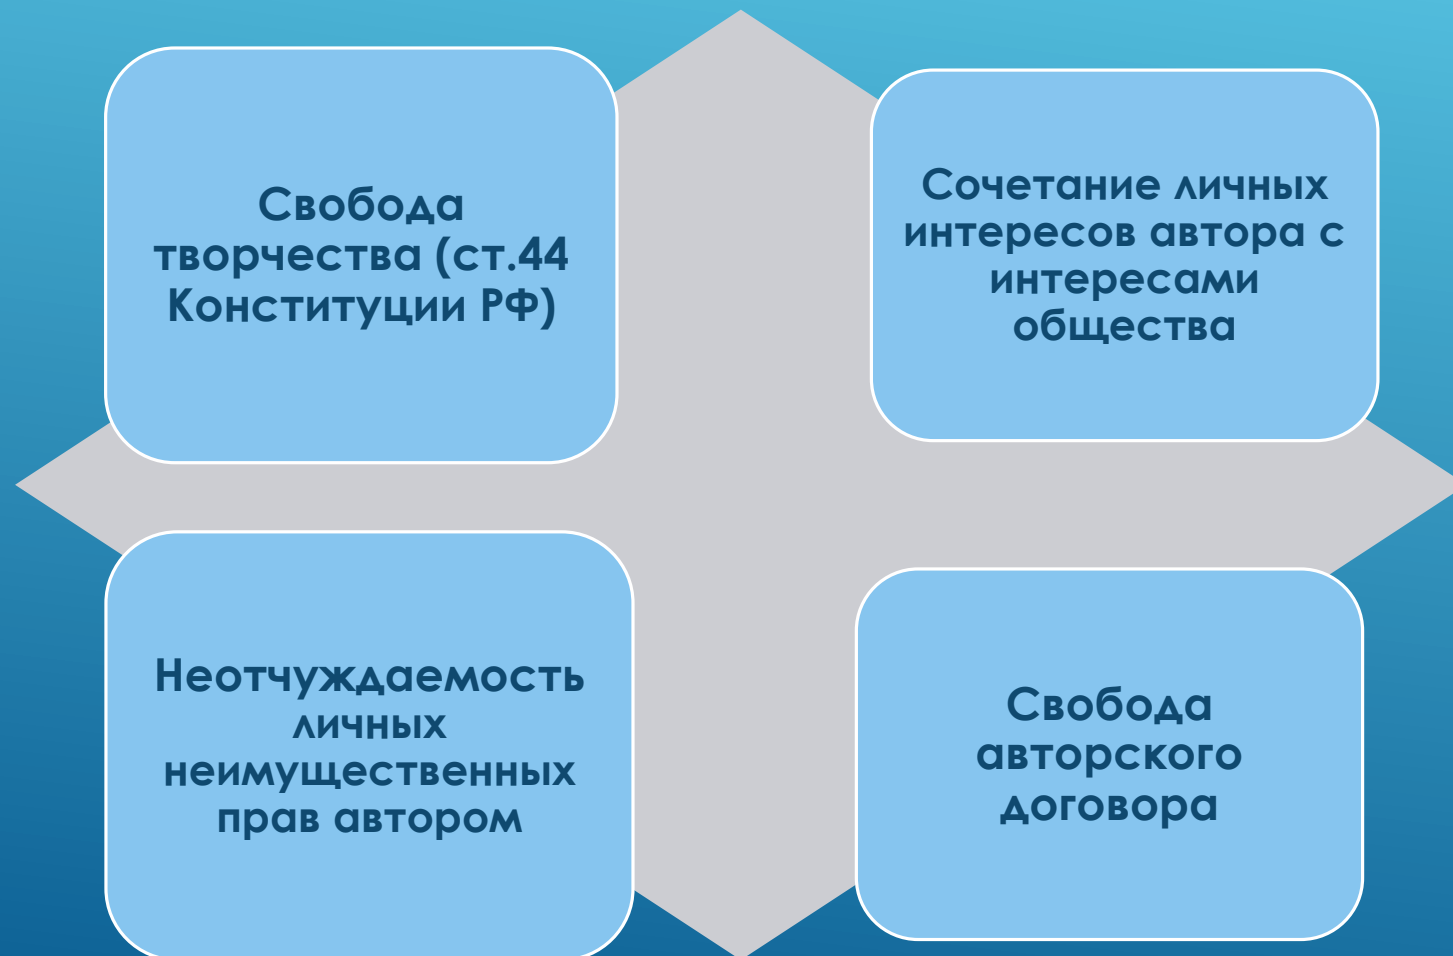 Свобода
творчества (ст.44
Конституции РФ)
Сочетание личных
интересов автора с
интересами
общества
Неотчуждаемость
личных
неимущественных
прав автором
Свобода
авторского
договора